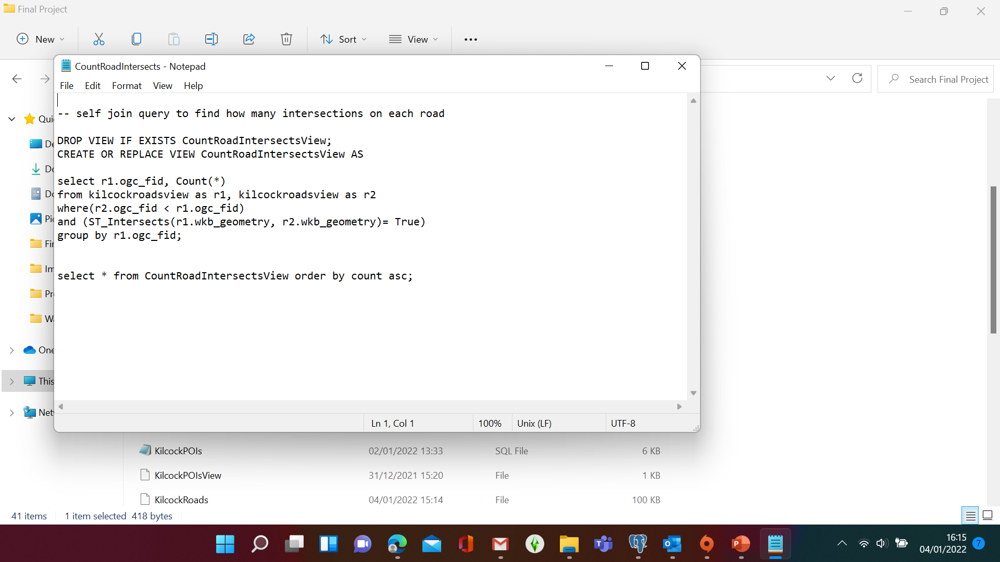 Final Project
New
Sort
View
Search Final Project
CountRoadIntersects - Notepad
File Edit Format View Help
-- self join query to find how many intersections on each road
DROP VIEW IF EXISTS CountRoadIntersectsView;
CREATE OR REPLACE VIEW CountRoadIntersectsView AS
select r1.ogc_fid, Count(*)
from kilcockroadsview as r1, kilcockroadsview as r2
where(r2.ogc_fid < r1.ogc_fid)
and (ST_Intersects(r1.wkb_geometry, r2.wkb_geometry)= True)
group by r1.ogc_fid;
select * from CountRoadIntersectsView order by count asc;
Ln 1, Col 1 100% Unix (LF) UTF-8
Qui
De
Do
Do
Pic
Fir
Im
Pr
Wa
One
This
Net
KilcockPOIs 02/01/2022 13:33 SQL File 6 KB
KilcockPOIsView 31/12/2021 15:20 File 1 KB
KilcockRoads 04/01/2022 15:14 File 100 KB
41 items 1 item selected 418 bytes
16:15
04/01/2022
7